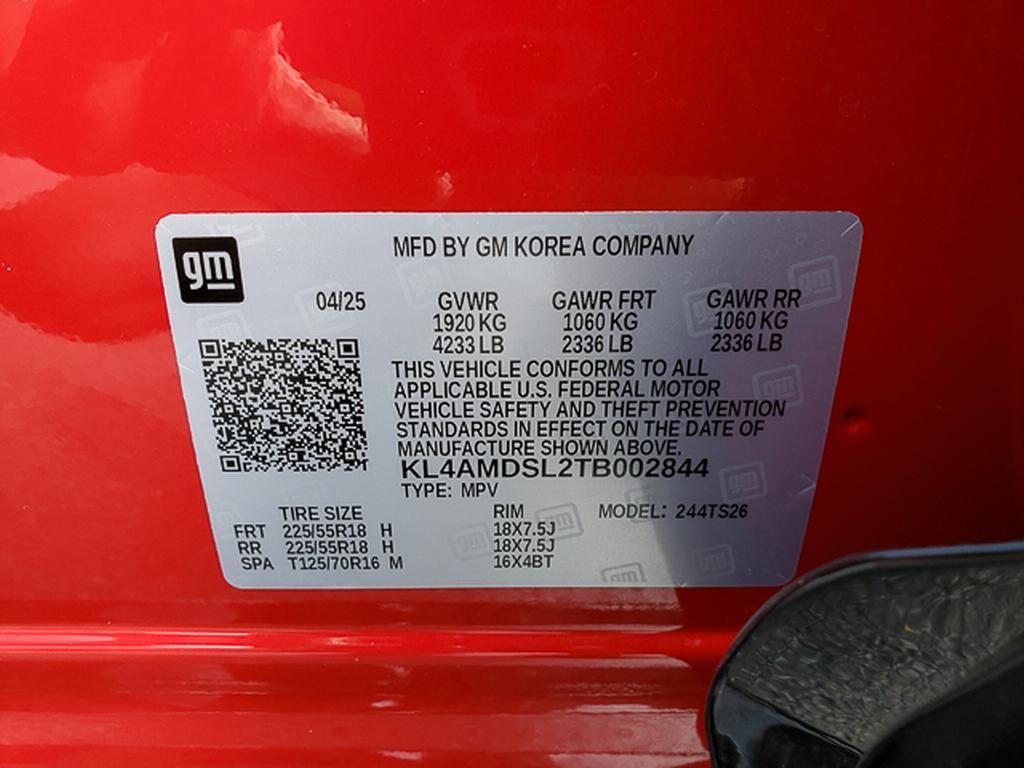 gm
MFD BY GM KOREA COMPANY
04/25 GVWR GAWR FRT GAWR RR
1920 KG 1060 KG 1060 KG
4233 LB 2336 LB 2336 LB
THIS VEHICLE CONFORMS TO ALL
APPLICABLE U.S. FEDERAL MOTOR
VEHICLE SAFETY AND THEFT PREVENTION
STANDARDS IN EFFECT ON THE DATE OF
MANUFACTURE SHOWN ABOVE.
KL4AMDSL2TB002844
TYPE: MPV
TIRE SIZE RIM MODEL: 244TS26
FRT 225/55R18 H 18X7.5J
RR 225/55R18 H 18X7.5J
SPA T125/70R16 M 16X4BT